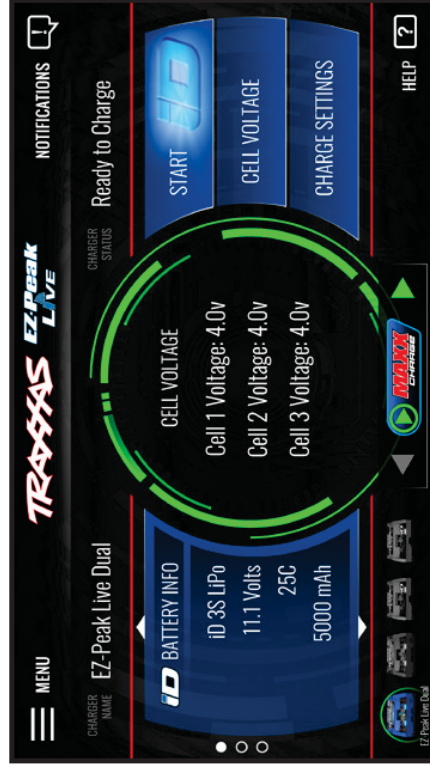 MENU
TRAXXAS EZ-Peak LIVE
NOTIFICATIONS
CHARGER NAME
EZ-Peak Live Dual
CHARGER STATUS
Ready to Charge
iD BATTERY INFO
iD 3S LiPo
11.1 Volts
25C
5000 mAh
CELL VOLTAGE
Cell 1 Voltage: 4.0v
Cell 2 Voltage: 4.0v
Cell 3 Voltage: 4.0v
START iD
CELL VOLTAGE
CHARGE SETTINGS
EZ-Peak Live Dual
MAXX CHARGE
HELP ?